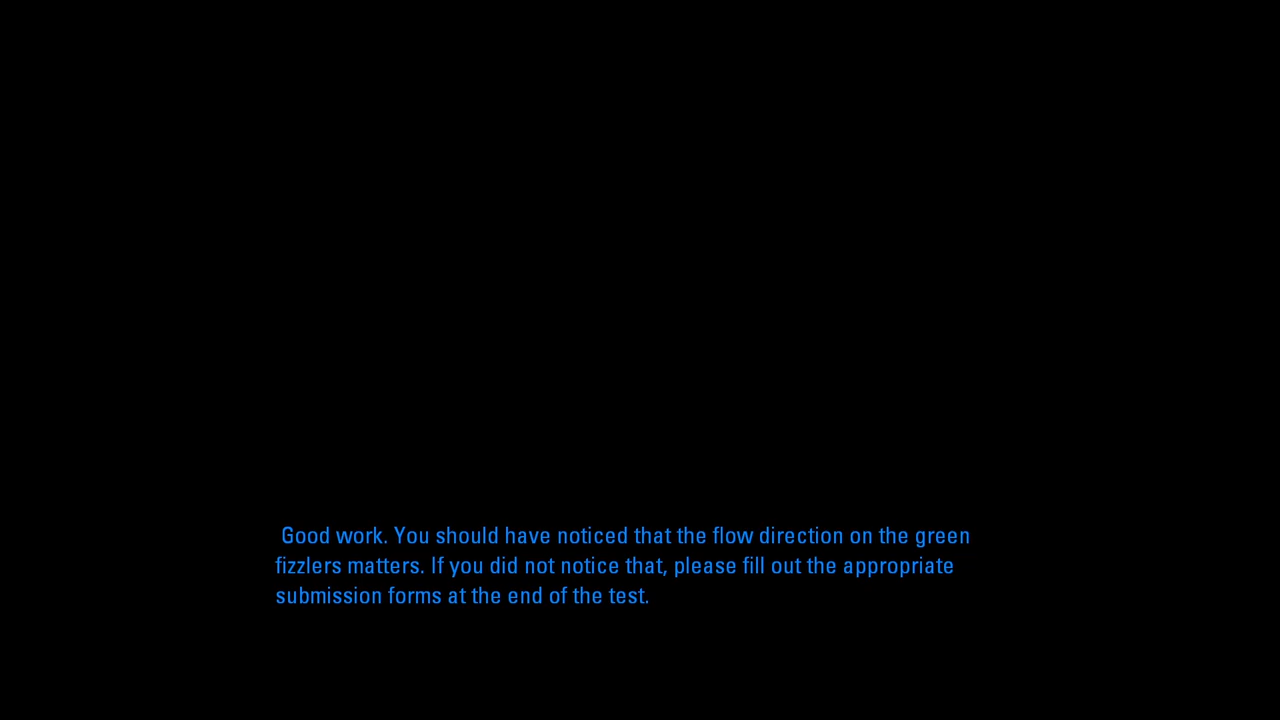 Good work. You should have noticed that the flow direction on the green
fizzlers matters. If you did not notice that, please fill out the appropriate
submission forms at the end of the test.